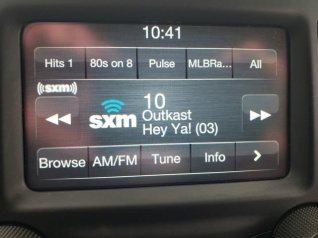 10:41
Hits 1 80s on 8 Pulse MLBRa... All
((sxm))
10
sxm Outkast
Hey Ya! (03)
Browse AM/FM Tune Info